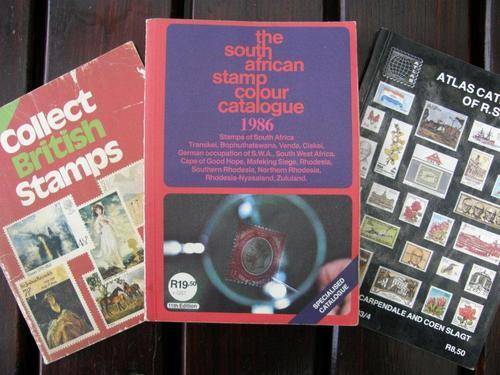 Collect
British
Stamps
the
south
african
stamp
colour
catalogue
1986
Stamps of South Africa
Transkei, Bophuthatswana, Venda, Ciskei,
German occupation of S.W.A., South West Africa,
Cape of Good Hope, Mafeking Siege, Rhodesia,
Southern Rhodesia, Northern Rhodesia,
Rhodesia-Nyasaland, Zululand.
R19.50
11th Edition
SPECIALISED
CATALOGUE
ATLAS CAT
OF R.S
CARPENDALE AND COEN SLAGT
3/4
R8,50